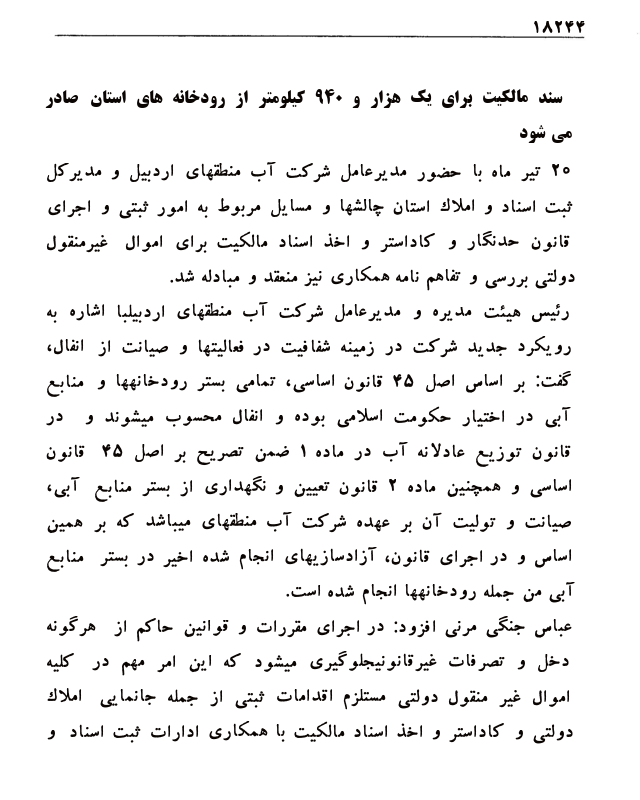 ۱۸۲۴۴
سند مالکیت برای یک هزار و ۹۴۰ کیلومتر از رودخانه های استان صادر
می شود
۲۰ تیر ماه با حضور مدیرعامل شرکت آب منطقهای اردبیل و مدیرکل
ثبت اسناد و املاک استان چالشها و مسایل مربوط به امور ثبتی و اجرای
قانون حدنگار و کاداستر و اخذ اسناد مالکیت برای اموال غیرمنقول
دولتی بررسی و تفاهم نامه همکاری نیز منعقد و مبادله شد.
رئیس هیئت مدیره و مدیرعامل شرکت آب منطقهای اردبیلبا اشاره به
رویکرد جدید شرکت در زمینه شفافیت در فعالیتها و صیانت از انفال،
گفت: بر اساس اصل ۴۵ قانون اساسی، تمامی بستر رودخانهها و منابع
آبی در اختیار حکومت اسلامی بوده و انفال محسوب میشوند و در
قانون توزیع عادلانه آب در ماده ۱ ضمن تصریح بر اصل ۴۵ قانون
اساسی و همچنین ماده ۲ قانون تعیین و نگهداری از بستر منابع آبی،
صیانت و تولیت آن بر عهده شرکت آب منطقهای میباشد که بر همین
اساس و در اجرای قانون، آزادسازیهای انجام شده اخیر در بستر منابع
آبی من جمله رودخانهها انجام شده است.
عباس جنگی مرنی افزود: در اجرای مقررات و قوانین حاکم از هرگونه
دخل و تصرفات غیرقانونیجلوگیری میشود که این امر مهم در کلیه
اموال غیر منقول دولتی مستلزم اقدامات ثبتی از جمله جانمایی املاک
دولتی و کاداستر و اخذ اسناد مالکیت با همکاری ادارات ثبت اسناد و